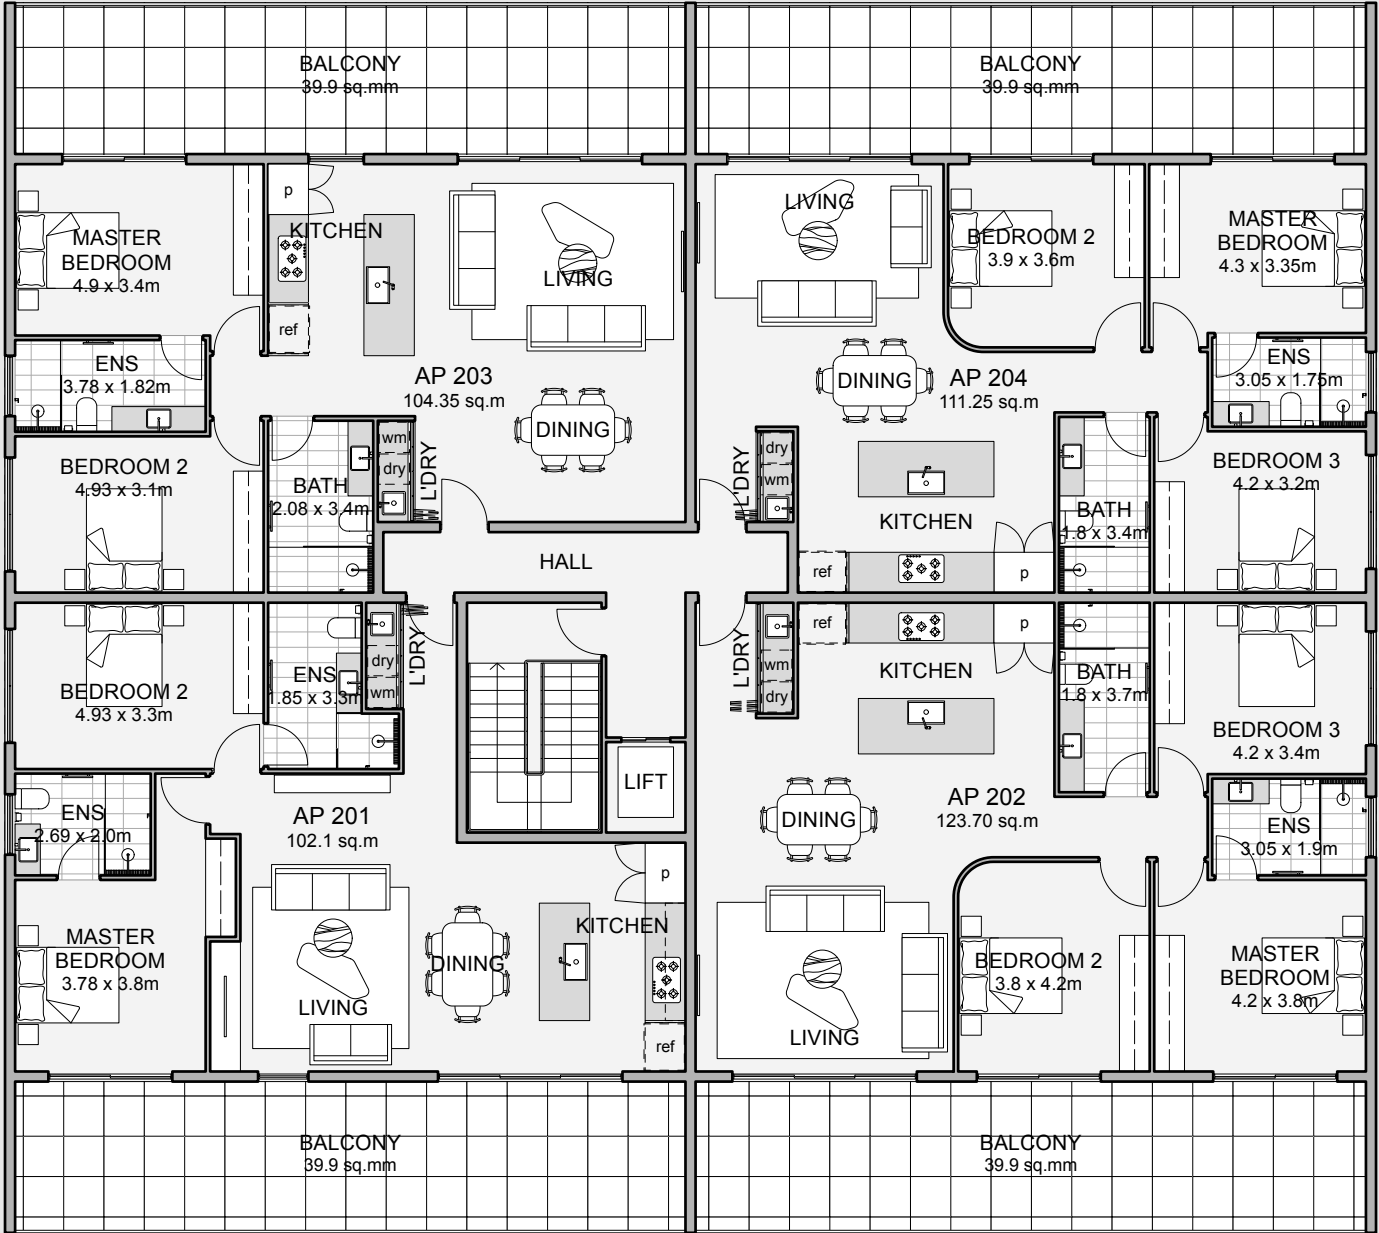 BALCONY
39.9 sq.mm
BALCONY
39.9 sq.mm
MASTER
BEDROOM
4.9 x 3.4m
p
KITCHEN
ref
LIVING
ENS
3.78 x 1.82m
AP 203
104.35 sq.m
DINING
BEDROOM 2
4.93 x 3.1m
BATH
2.08 x 3.4m
wm
dry
L'DRY
LIVING
BEDROOM 2
3.9 x 3.6m
MASTER
BEDROOM
4.3 x 3.35m
DINING
AP 204
111.25 sq.m
ENS
3.05 x 1.75m
dry
wm
L'DRY
KITCHEN
ref
p
BATH
1.8 x 3.4m
BEDROOM 3
4.2 x 3.2m
HALL
BEDROOM 2
4.93 x 3.3m
ENS
1.85 x 3.3m
dry
wm
L'DRY
LIFT
ENS
2.69 x 2.0m
AP 201
102.1 sq.m
MASTER
BEDROOM
3.78 x 3.8m
LIVING
DINING
KITCHEN
p
ref
L'DRY
wm
dry
ref
p
KITCHEN
BATH
1.8 x 3.7m
BEDROOM 3
4.2 x 3.4m
DINING
AP 202
123.70 sq.m
ENS
3.05 x 1.9m
LIVING
BEDROOM 2
3.8 x 4.2m
MASTER
BEDROOM
4.2 x 3.8m
BALCONY
39.9 sq.mm
BALCONY
39.9 sq.mm